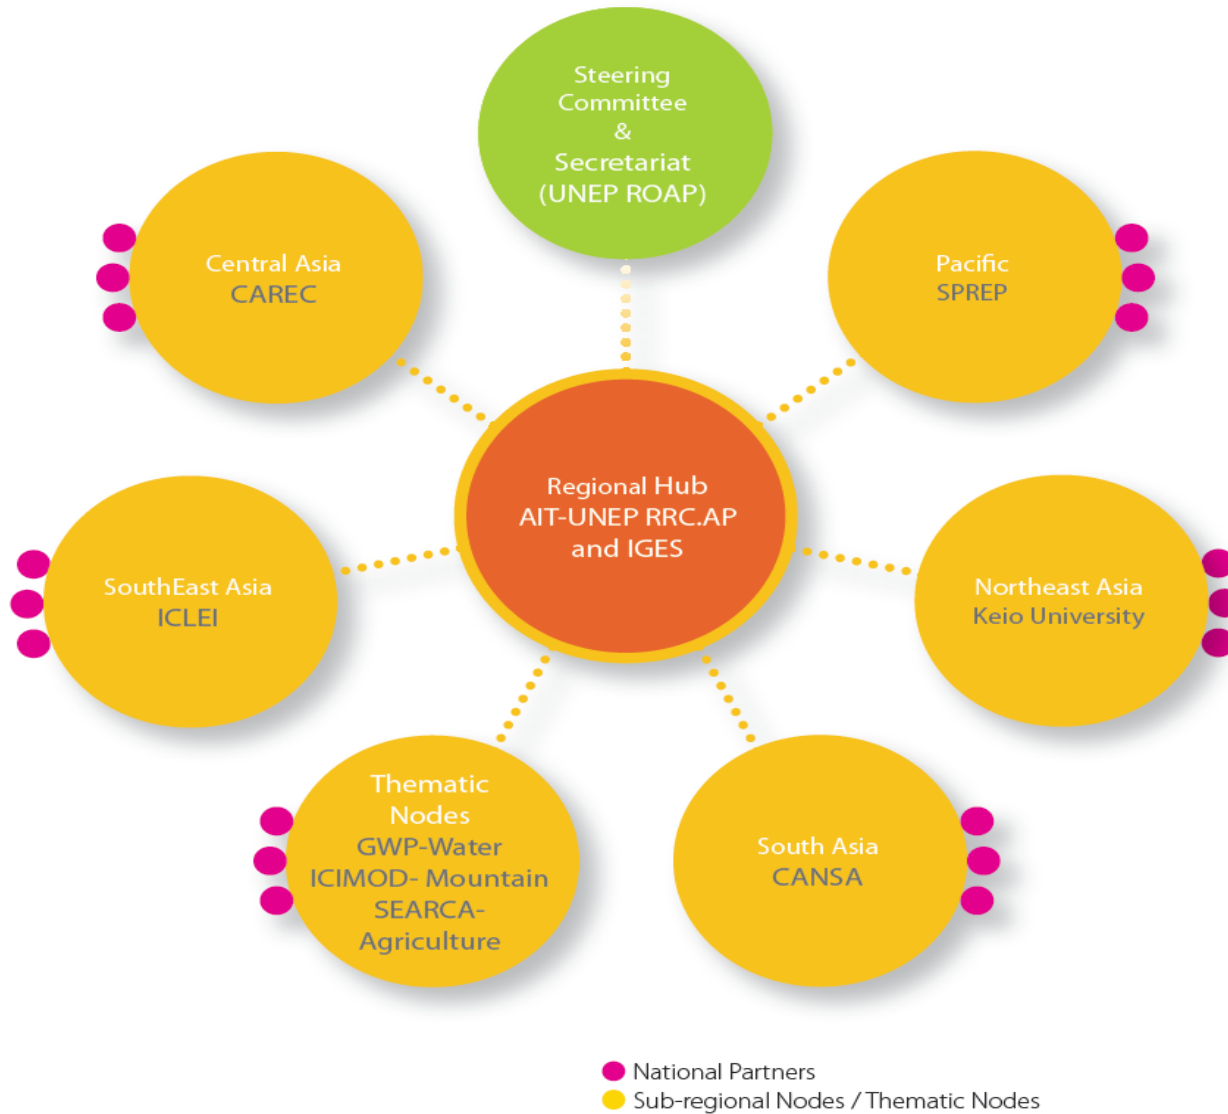 Steering
Committee
&
Secretariat
(UNEP ROAP)
Central Asia
CAREC
Pacific
SPREP
Regional Hub
AIT-UNEP RRC.AP
and IGES
SouthEast Asia
ICLEI
Northeast Asia
Keio University
Thematic
Nodes
GWP-Water
ICIMOD- Mountain
SEARCA-
Agriculture
South Asia
CANSA
National Partners
Sub-regional Nodes / Thematic Nodes